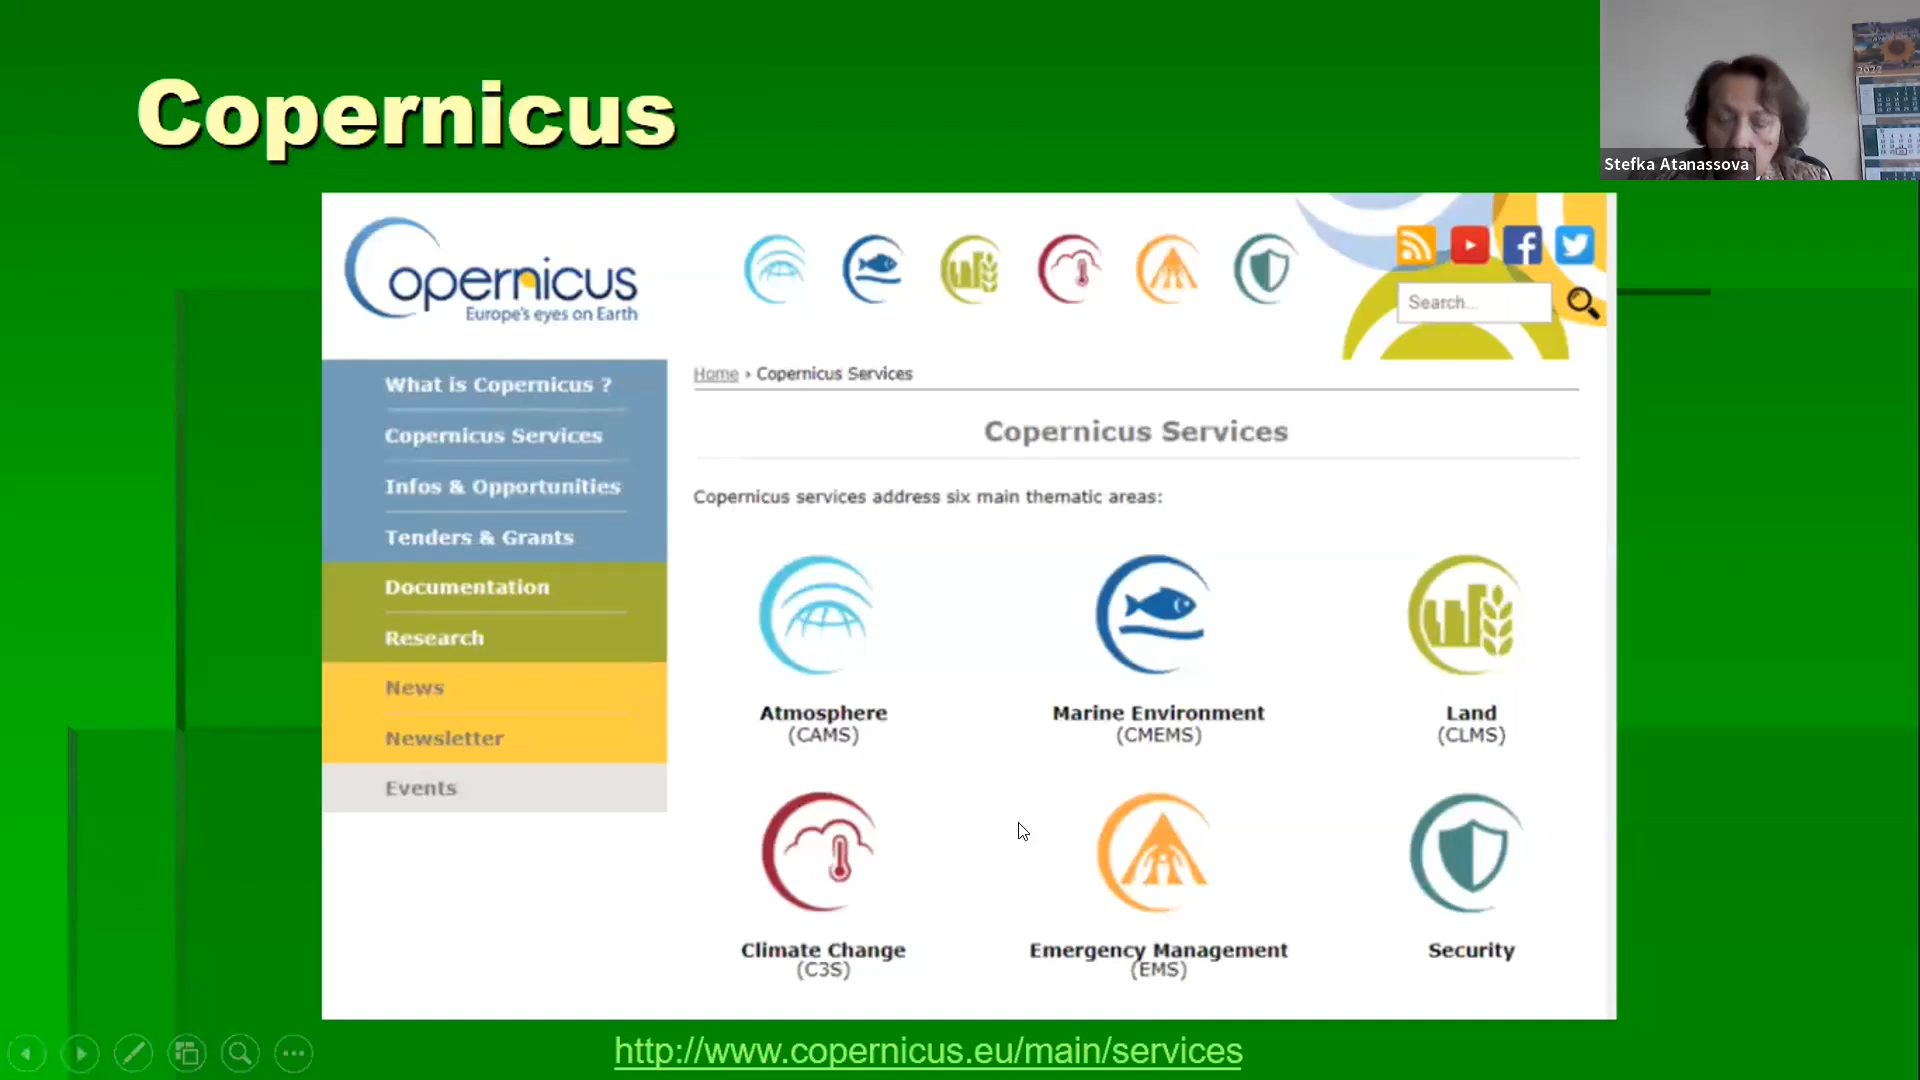 Copernicus
2022
Stefka Atanassova
Copernicus
Europe's eyes on Earth
Search...
What is Copernicus ?
Copernicus Services
Infos & Opportunities
Tenders & Grants
Documentation
Research
News
Newsletter
Events
Home › Copernicus Services
Copernicus Services
Copernicus services address six main thematic areas:
Atmosphere
(CAMS)
Marine Environment
(CMEMS)
Land
(CLMS)
Climate Change
(C3S)
Emergency Management
(EMS)
Security
http://www.copernicus.eu/main/services